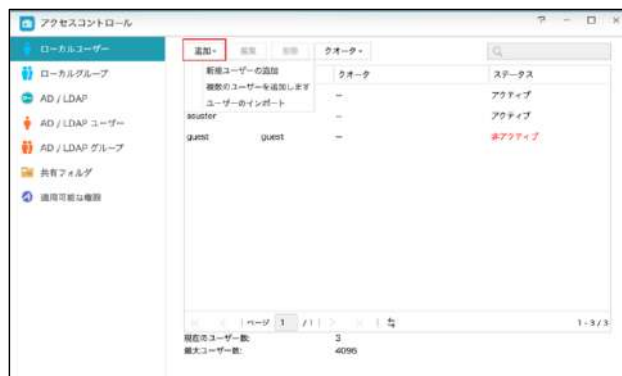 アクセスコントロール
? - □ ×
ローカルユーザー
ローカルグループ
AD / LDAP
AD / LDAP ユーザー
AD / LDAP グループ
共有フォルダ
適用可能な権限
追加 編集 削除 クオータ
新規ユーザーの追加
複数のユーザーを追加します
ユーザーのインポート
クオータ ステータス
-- アクティブ
asustor -- アクティブ
guest guest -- 非アクティブ
ページ 1 / 1 1 - 3 / 3
現在のユーザー数: 3
最大ユーザー数: 4096